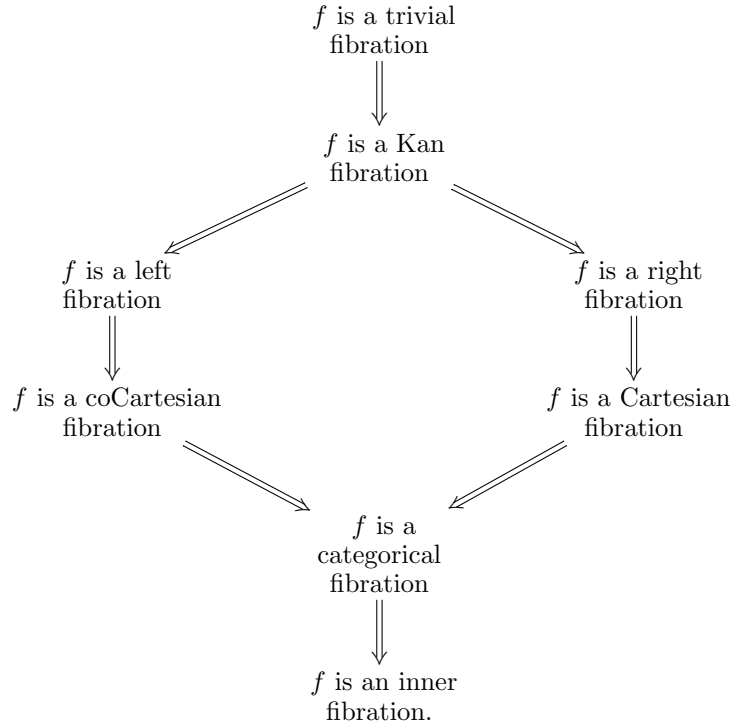 f is a trivial
fibration
f is a Kan
fibration
f is a left
fibration
f is a right
fibration
f is a coCartesian
fibration
f is a Cartesian
fibration
f is a
categorical
fibration
f is an inner
fibration.